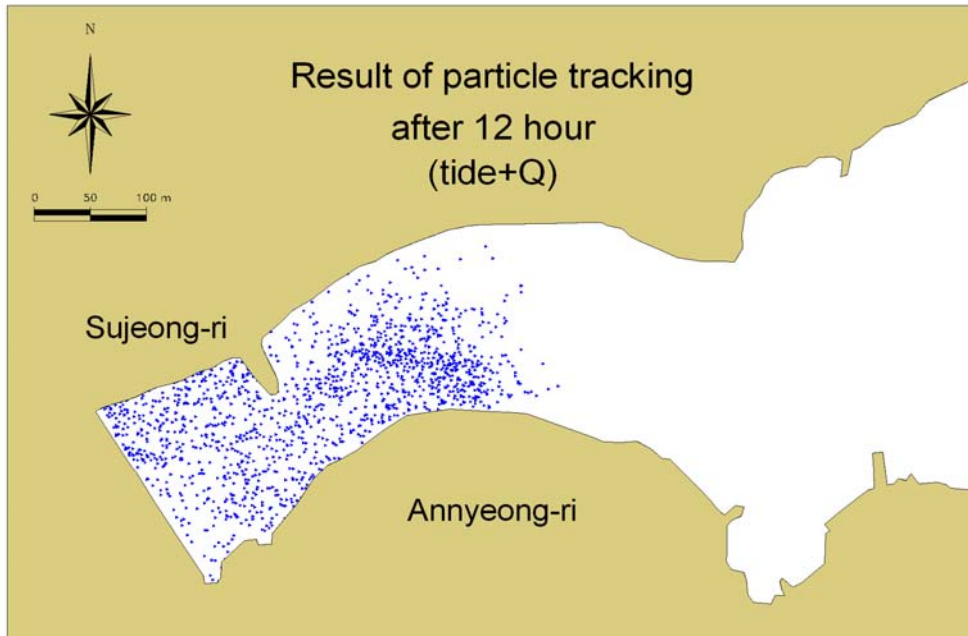 N
Result of particle tracking
after 12 hour
(tide+Q)
0 50 100 m
Sujeong-ri
Annyeong-ri